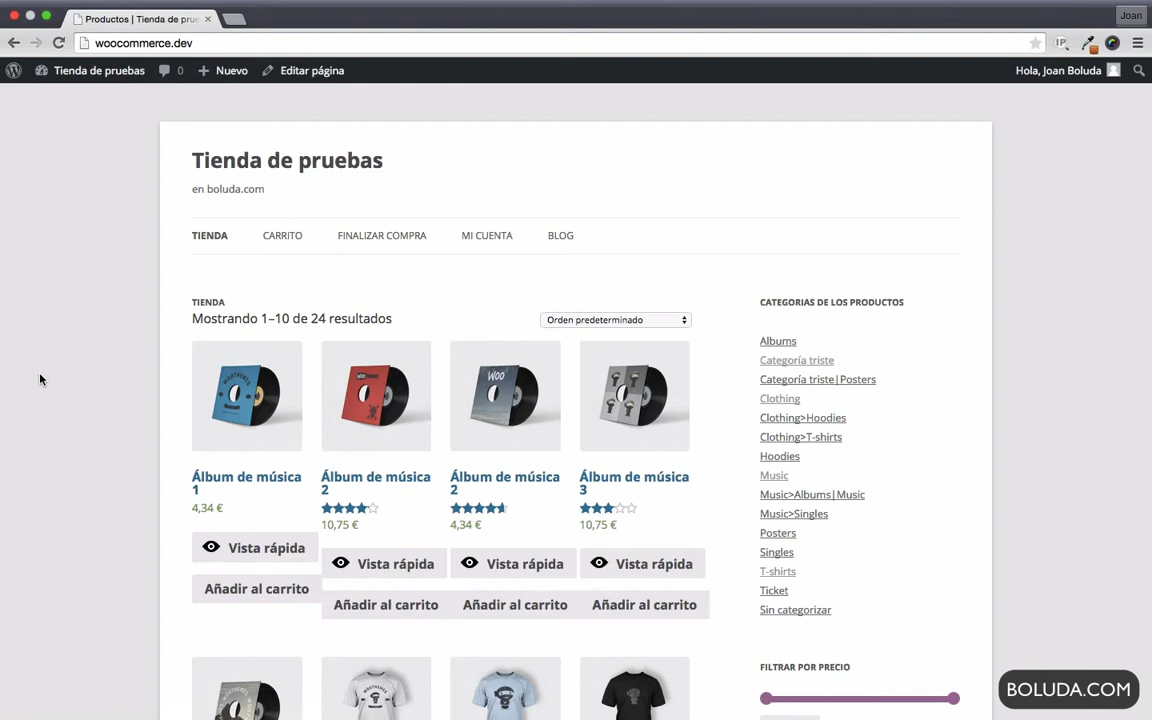 Productos | Tienda de prue
Joan
woocommerce.dev
IP
Tienda de pruebas
0
Nuevo
Editar página
Hola, Joan Boluda
Tienda de pruebas
en boluda.com
TIENDA
CARRITO
FINALIZAR COMPRA
MI CUENTA
BLOG
TIENDA
Mostrando 1–10 de 24 resultados
Orden predeterminado
WOO
Álbum de música
1
4,34 €
Vista rápida
Añadir al carrito
Álbum de música
2
10,75 €
Vista rápida
Añadir al carrito
Álbum de música
2
4,34 €
Vista rápida
Añadir al carrito
Álbum de música
3
10,75 €
Vista rápida
Añadir al carrito
CATEGORIAS DE LOS PRODUCTOS
Albums
Categoría triste
Categoría triste|Posters
Clothing
Clothing>Hoodies
Clothing>T-shirts
Hoodies
Music
Music>Albums|Music
Music>Singles
Posters
Singles
T-shirts
Ticket
Sin categorizar
FILTRAR POR PRECIO
BOLUDA.COM